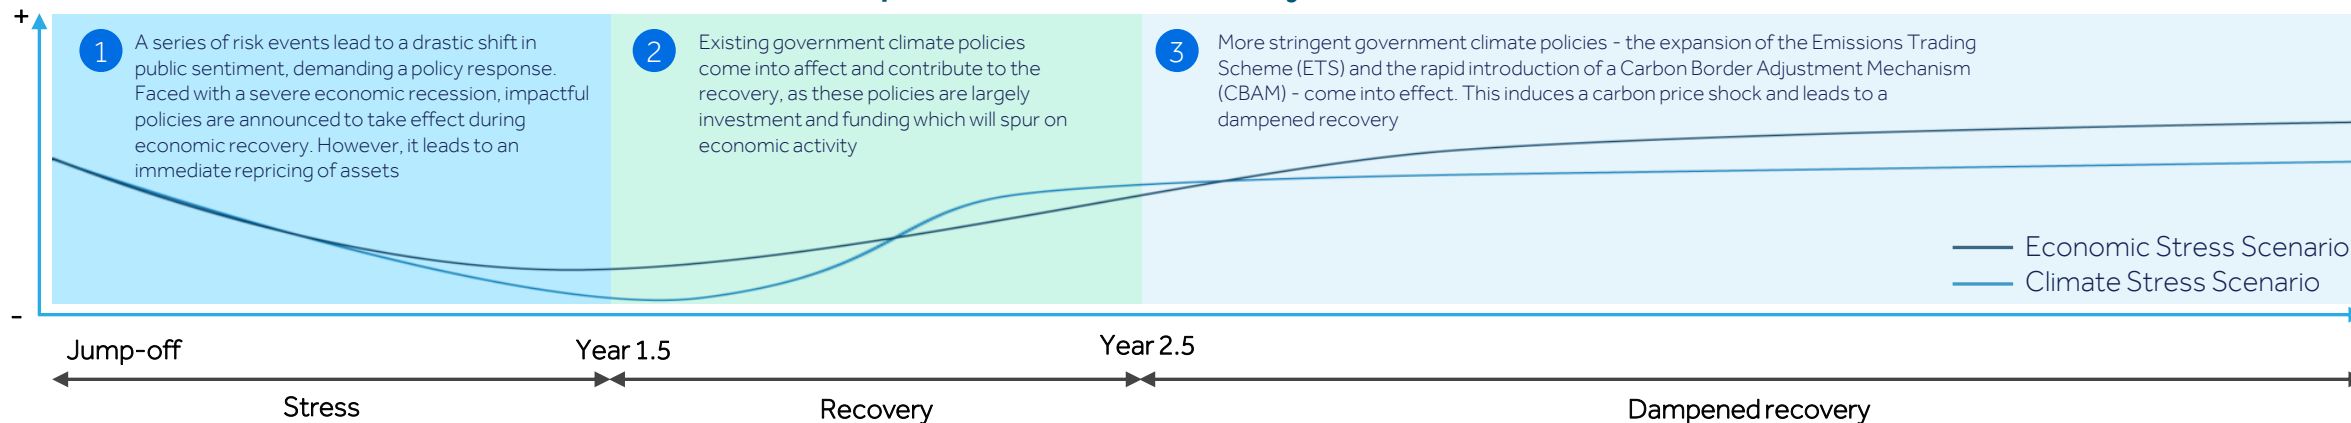 +
1
A series of risk events lead to a drastic shift in
public sentiment, demanding a policy response.
Faced with a severe economic recession, impactful
policies are announced to take effect during
economic recovery. However, it leads to an
immediate repricing of assets
2
Existing government climate policies
come into affect and contribute to the
recovery, as these policies are largely
investment and funding which will spur on
economic activity
3
More stringent government climate policies - the expansion of the Emissions Trading
Scheme (ETS) and the rapid introduction of a Carbon Border Adjustment Mechanism
(CBAM) - come into effect. This induces a carbon price shock and leads to a
dampened recovery
Economic Stress Scenario
Climate Stress Scenario
-
Jump-off
Year 1.5
Year 2.5
Stress
Recovery
Dampened recovery